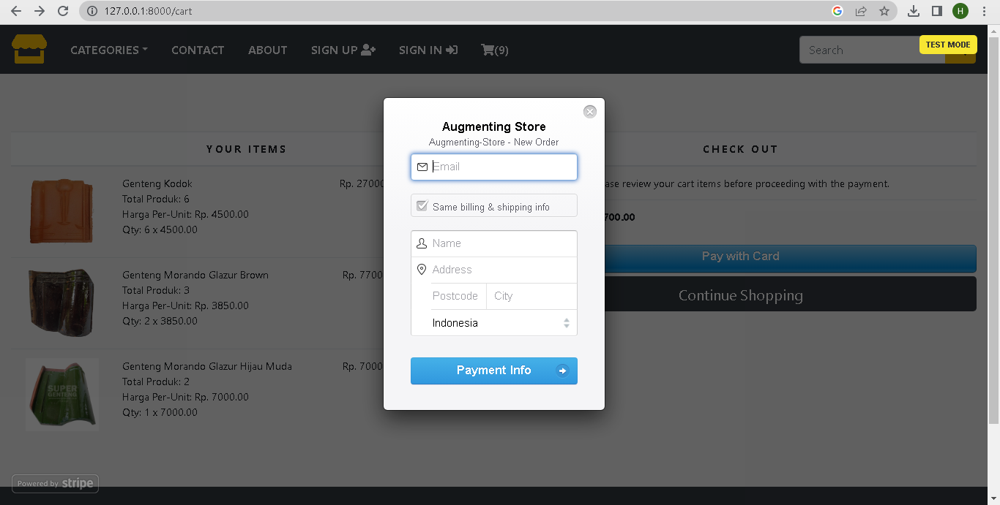 127.0.0.1:8000/cart
H
CATEGORIES
CONTACT
ABOUT
SIGN UP
SIGN IN
(9)
Search
TEST MODE
YOUR ITEMS
Genteng Kodok
Rp. 27000
Total Produk: 6
Harga Per-Unit: Rp. 4500.00
Qty: 6 x 4500.00
Genteng Morando Glazur Brown
Rp. 7700
Total Produk: 3
Harga Per-Unit: Rp. 3850.00
Qty: 2 x 3850.00
SUPER
GENTENG
Genteng Morando Glazur Hijau Muda
Rp. 7000
Total Produk: 2
Harga Per-Unit: Rp. 7000.00
Qty: 1 x 7000.00
Augmenting Store
Augmenting-Store - New Order
Email
Same billing & shipping info
Name
Address
Postcode
City
Indonesia
Payment Info
CHECK OUT
ase review your cart items before proceeding with the payment.
700.00
Pay with Card
Continue Shopping
Powered by stripe